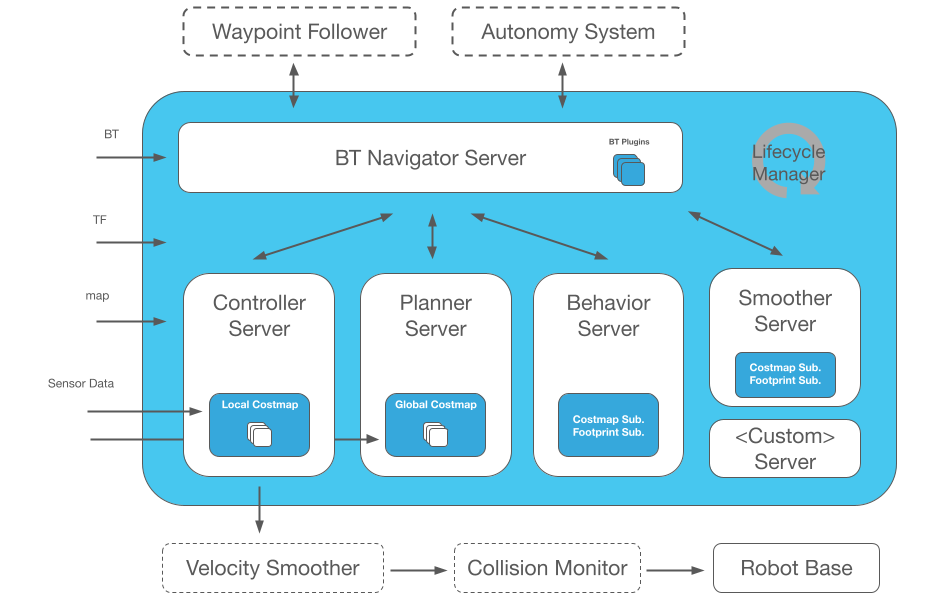 Waypoint Follower
Autonomy System
BT
BT Navigator Server
BT Plugins
Lifecycle
Manager
TF
map
Sensor Data
Controller
Server
Local Costmap
Planner
Server
Global Costmap
Behavior
Server
Costmap Sub.
Footprint Sub.
Smoother
Server
Costmap Sub.
Footprint Sub.
<Custom>
Server
Velocity Smoother
Collision Monitor
Robot Base